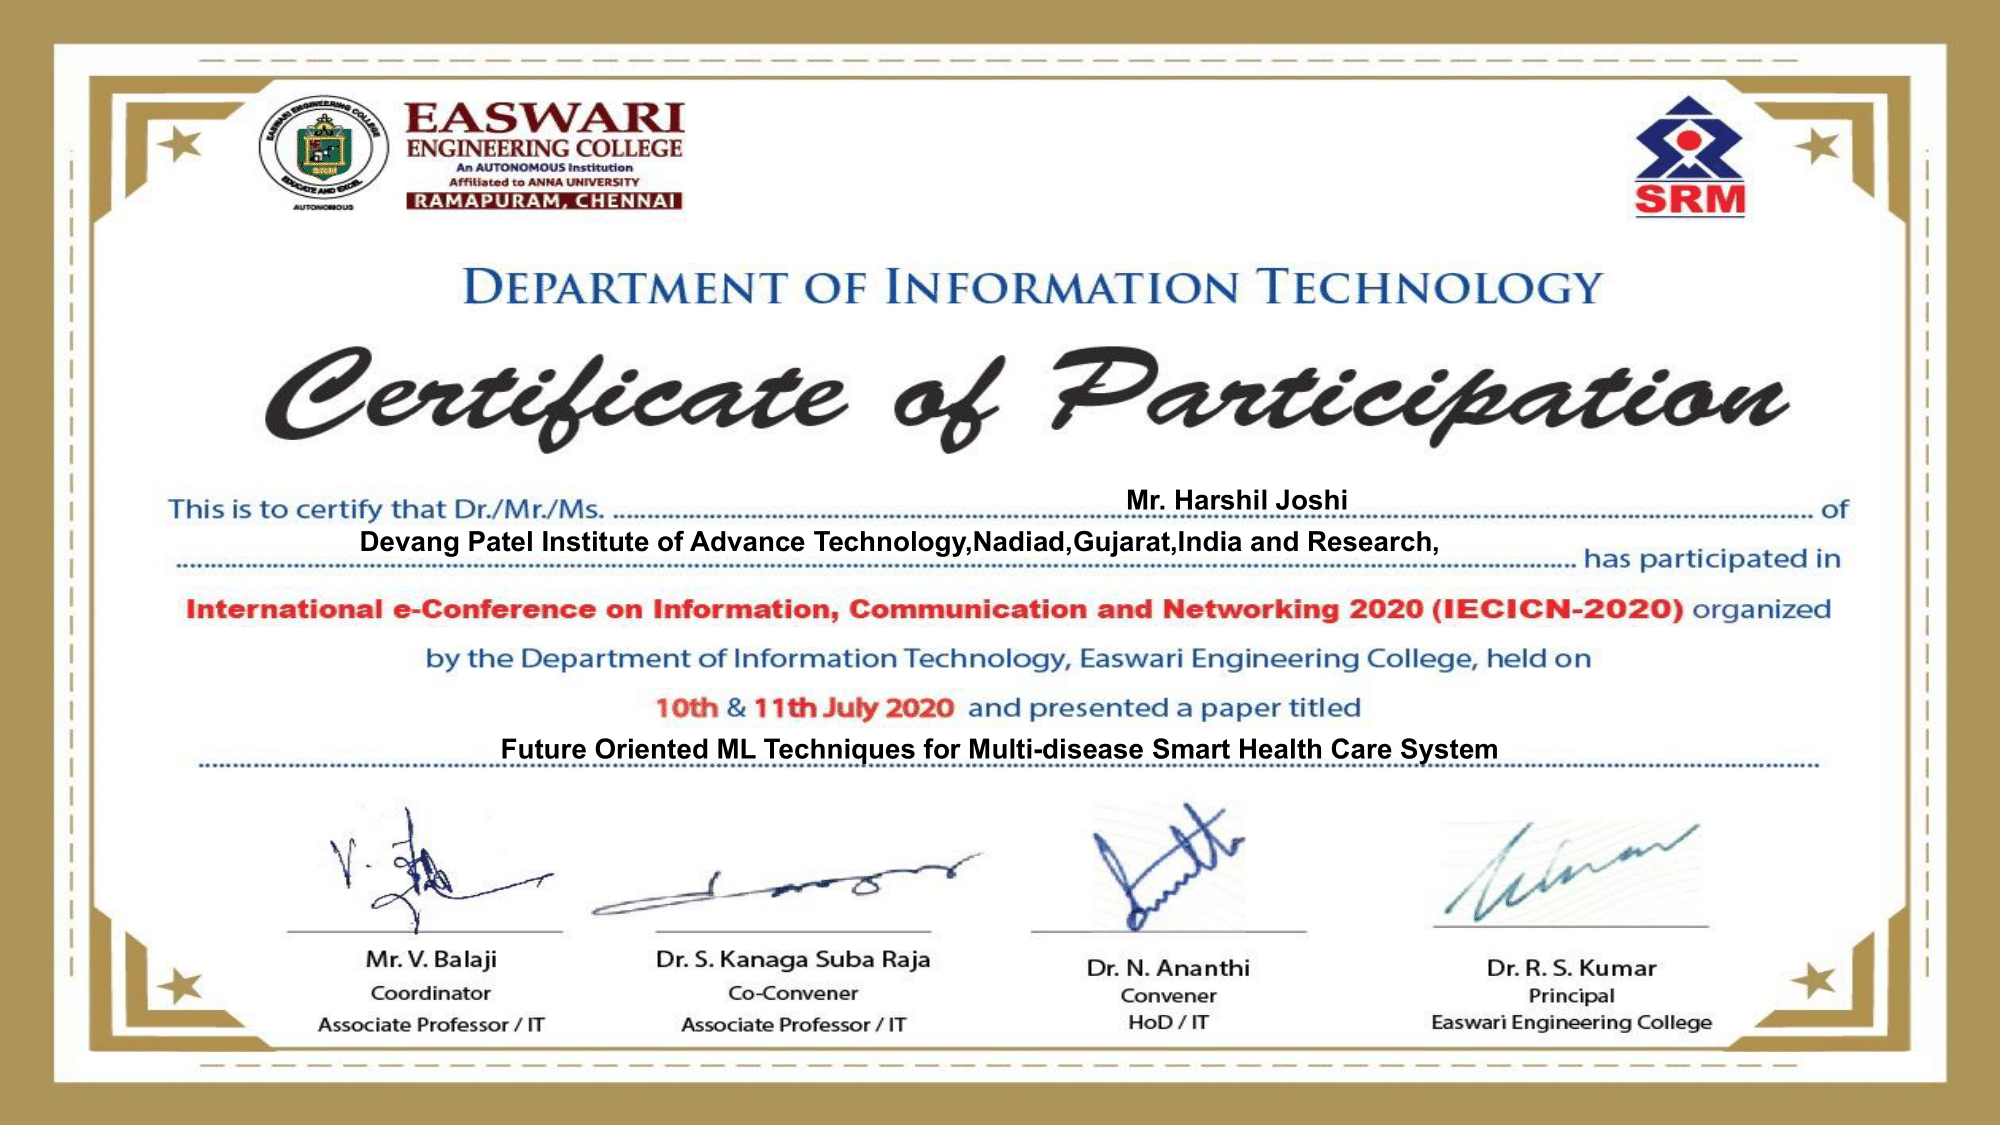 EASWARI ENGINEERING COLLEGE
SRM
EDUCATE AND EXCEL
AUTONOMOUS
EASWARI
ENGINEERING COLLEGE
An AUTONOMOUS Institution
Affiliated to ANNA UNIVERSITY
RAMAPURAM, CHENNAI
SRM
DEPARTMENT OF INFORMATION TECHNOLOGY
Certificate of Participation
This is to certify that Dr./Mr./Ms. Mr. Harshil Joshi of
Devang Patel Institute of Advance Technology,Nadiad,Gujarat,India and Research, has participated in
International e-Conference on Information, Communication and Networking 2020 (IECICN-2020) organized
by the Department of Information Technology, Easwari Engineering College, held on
10th & 11th July 2020 and presented a paper titled
Future Oriented ML Techniques for Multi-disease Smart Health Care System
Mr. V. Balaji
Coordinator
Associate Professor / IT
Dr. S. Kanaga Suba Raja
Co-Convener
Associate Professor / IT
Dr. N. Ananthi
Convener
HoD / IT
Dr. R. S. Kumar
Principal
Easwari Engineering College